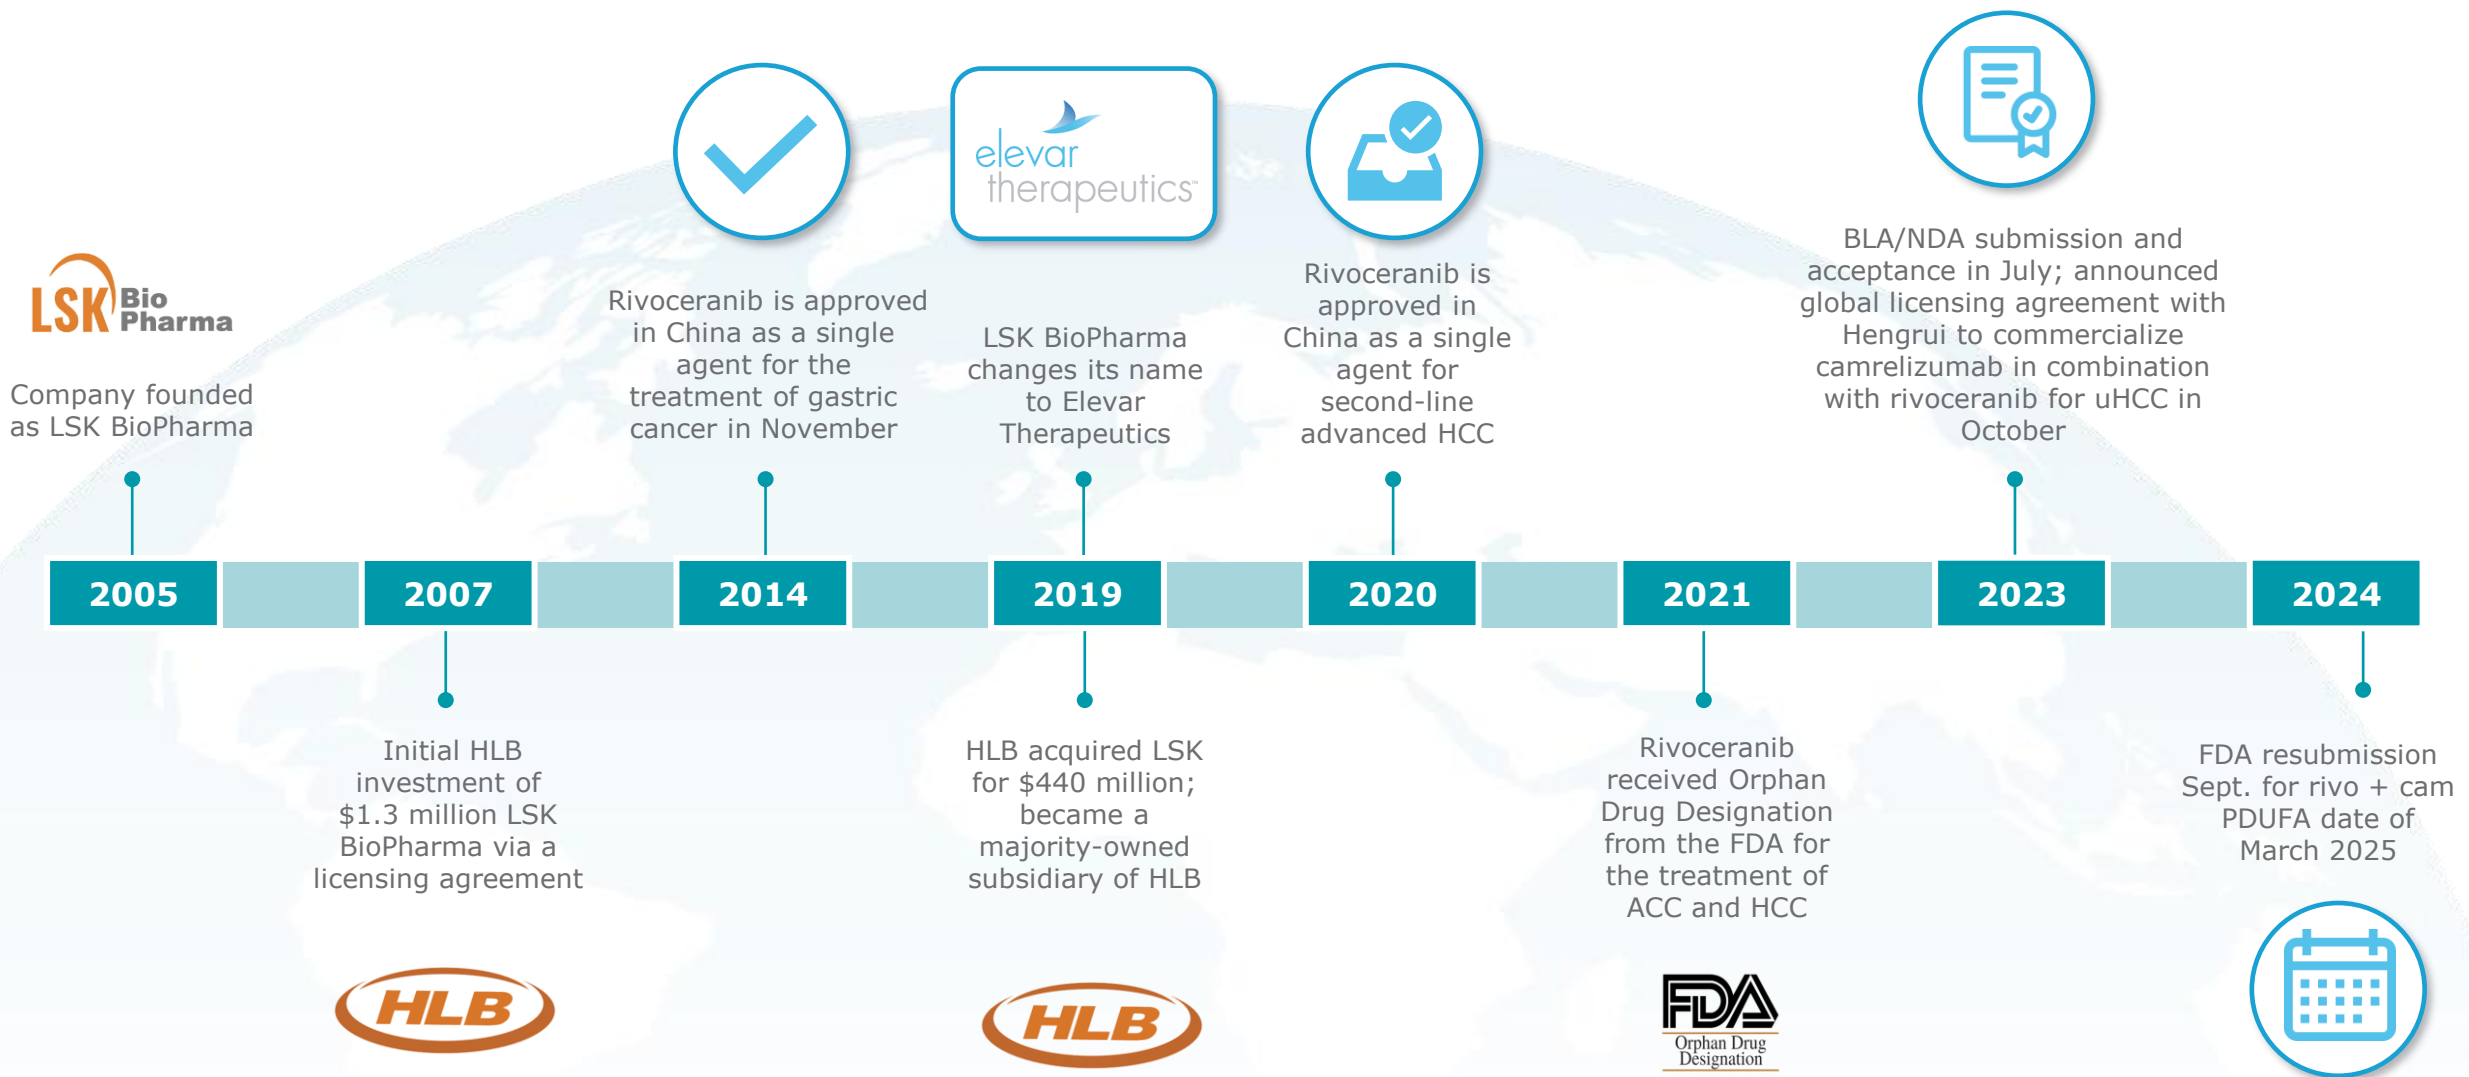 LSK Bio
Pharma
Company founded
as LSK BioPharma
Rivoceranib is approved
in China as a single
agent for the
treatment of gastric
cancer in November
elevar
therapeutics™
LSK BioPharma
changes its name
to Elevar
Therapeutics
Rivoceranib is
approved in
China as a single
agent for
second-line
advanced HCC
BLA/NDA submission and
acceptance in July; announced
global licensing agreement with
Hengrui to commercialize
camrelizumab in combination
with rivoceranib for uHCC in
October
2005
2007
2014
2019
2020
2021
2023
2024
Initial HLB
investment of
$1.3 million LSK
BioPharma via a
licensing agreement
HLB
HLB acquired LSK
for $440 million;
became a
majority-owned
subsidiary of HLB
HLB
Rivoceranib
received Orphan
Drug Designation
from the FDA for
the treatment of
ACC and HCC
FDA
Orphan Drug
Designation
FDA resubmission
Sept. for rivo + cam
PDUFA date of
March 2025